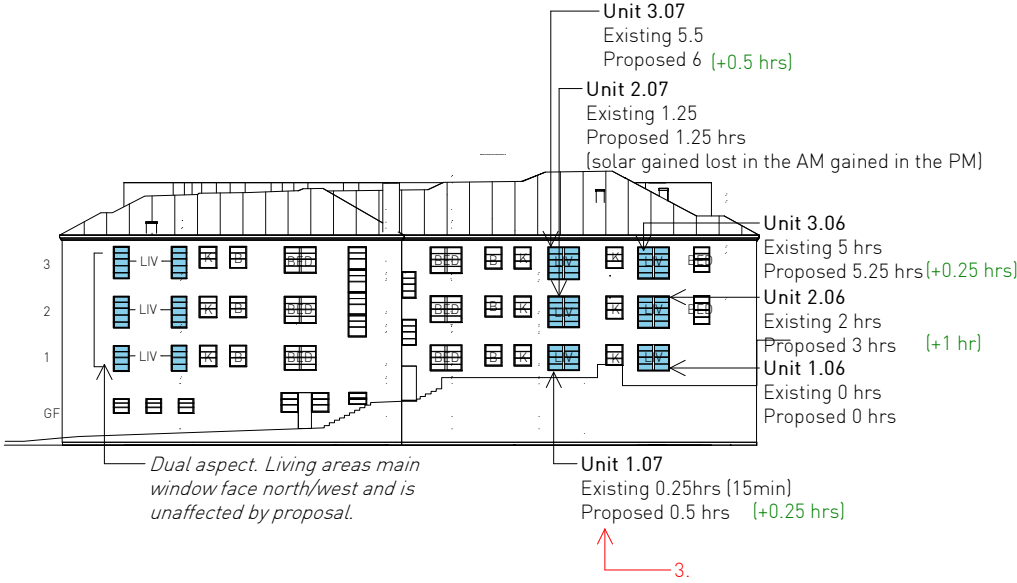 Unit 3.07
Existing 5.5
Proposed 6 (+0.5 hrs)
Unit 2.07
Existing 1.25
Proposed 1.25 hrs
(solar gained lost in the AM gained in the PM)
Unit 3.06
Existing 5 hrs
Proposed 5.25 hrs (+0.25 hrs)
Unit 2.06
Existing 2 hrs
Proposed 3 hrs (+1 hr)
Unit 1.06
Existing 0 hrs
Proposed 0 hrs
3 LIV K B BED BED B K LIV K LIV BED
2 LIV K B BED BED B K LIV K LIV BED
1 LIV K B BED BED B K LIV K LIV
GF
Dual aspect. Living areas main
window face north/west and is
unaffected by proposal.
Unit 1.07
Existing 0.25hrs (15min)
Proposed 0.5 hrs (+0.25 hrs)
3.